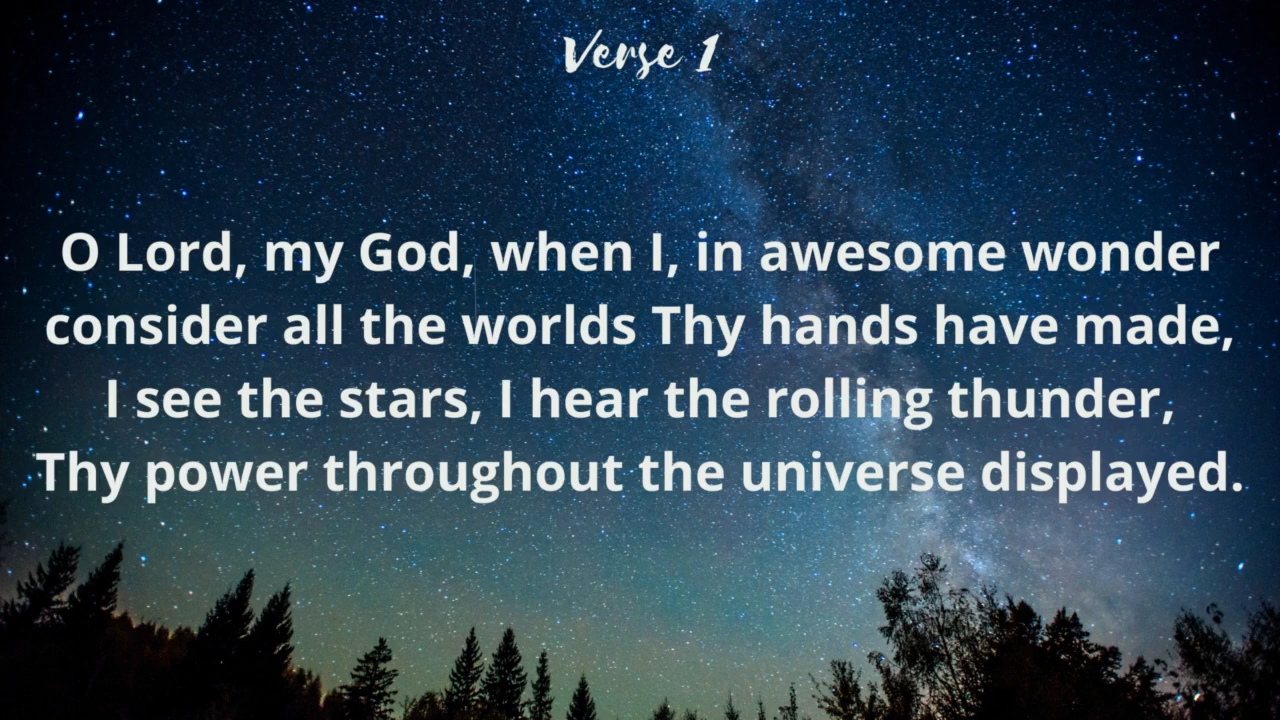 Verse 1
O Lord, my God, when I, in awesome wonder
consider all the worlds Thy hands have made,
I see the stars, I hear the rolling thunder,
Thy power throughout the universe displayed.